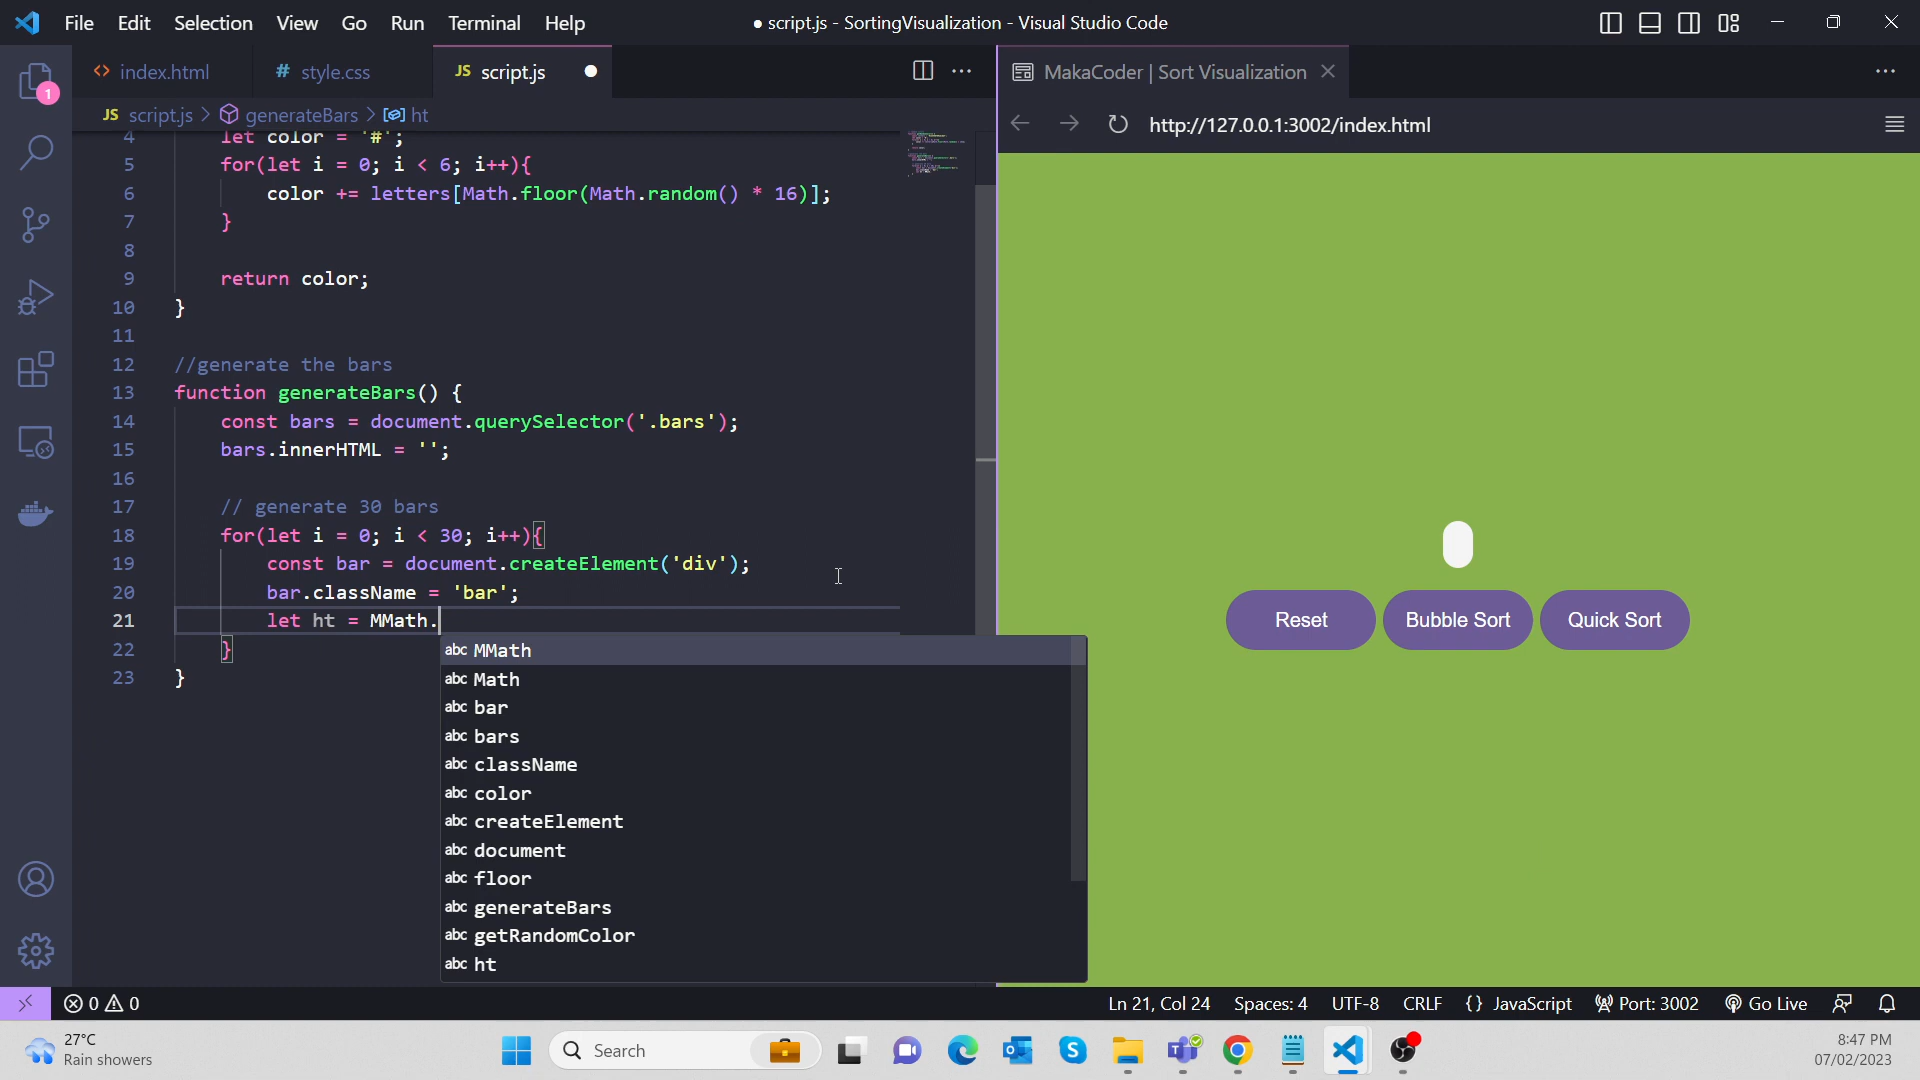 File Edit Selection View Go Run Terminal Help
● script.js - SortingVisualization - Visual Studio Code
<> index.html
# style.css
JS script.js ●
MakaCoder | Sort Visualization
JS script.js > generateBars > ht
http://127.0.0.1:3002/index.html
1
4 let color = '#';
5 for(let i = 0; i < 6; i++){
6 color += letters[Math.floor(Math.random() * 16)];
7 }
8
9 return color;
10 }
11
12 //generate the bars
13 function generateBars() {
14 const bars = document.querySelector('.bars');
15 bars.innerHTML = '';
16
17 // generate 30 bars
18 for(let i = 0; i < 30; i++){
19 const bar = document.createElement('div');
20 bar.className = 'bar';
21 let ht = MMath.
22 }
23 }
abc MMath
abc Math
abc bar
abc bars
abc className
abc color
abc createElement
abc document
abc floor
abc generateBars
abc getRandomColor
abc ht
Reset
Bubble Sort
Quick Sort
0 0
Ln 21, Col 24 Spaces: 4 UTF-8 CRLF {} JavaScript Port: 3002 Go Live
27°C
Rain showers
Search
8:47 PM
07/02/2023